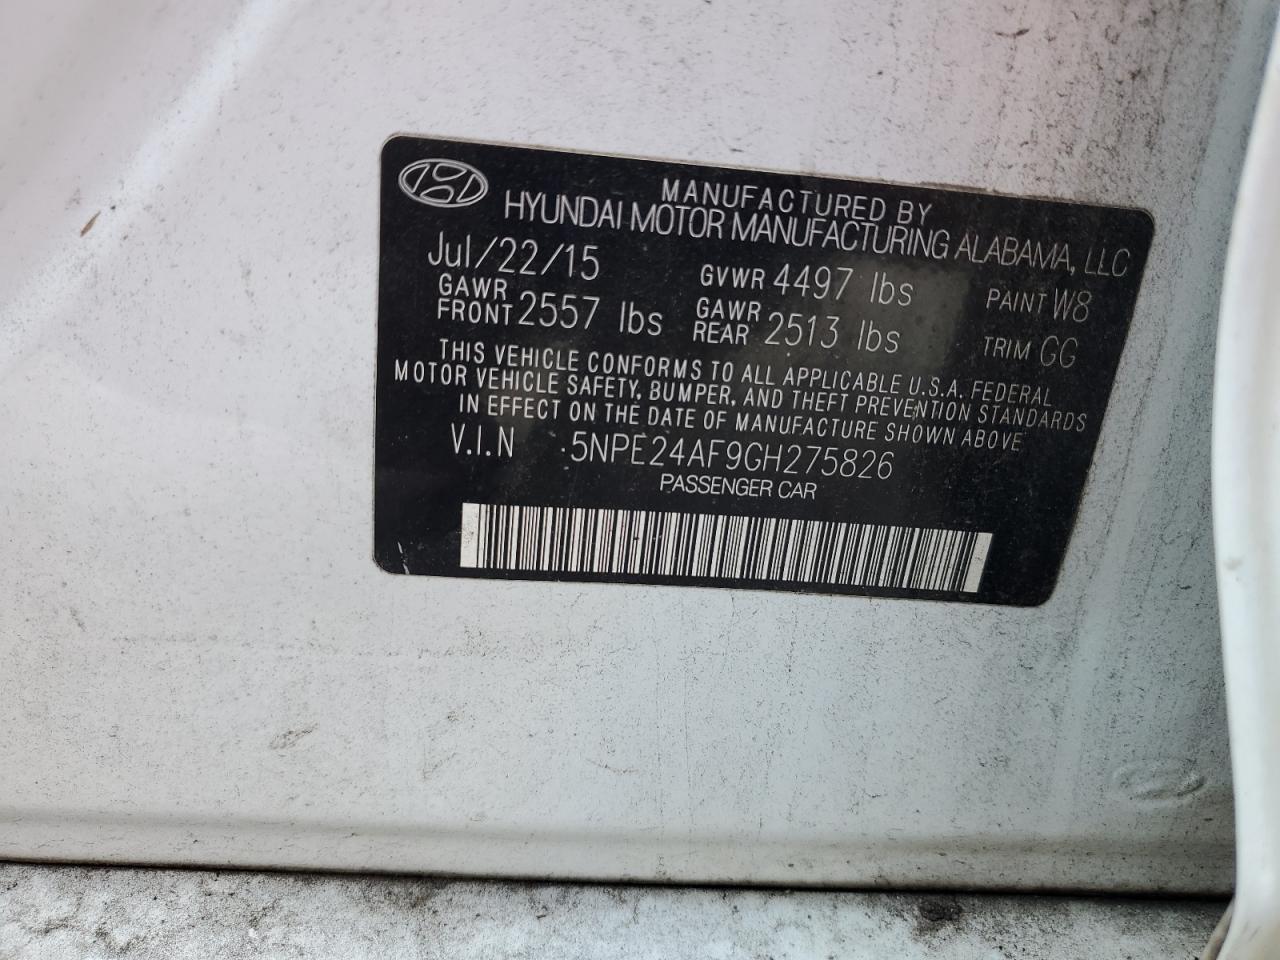 MANUFACTURED BY
HYUNDAI MOTOR MANUFACTURING ALABAMA, LLC
Jul/22/15 GVWR 4497 lbs PAINT W8
GAWR FRONT 2557 lbs GAWR REAR 2513 lbs TRIM GG
THIS VEHICLE CONFORMS TO ALL APPLICABLE U.S.A. FEDERAL
MOTOR VEHICLE SAFETY, BUMPER, AND THEFT PREVENTION STANDARDS
IN EFFECT ON THE DATE OF MANUFACTURE SHOWN ABOVE
V.I.N 5NPE24AF9GH275826
PASSENGER CAR